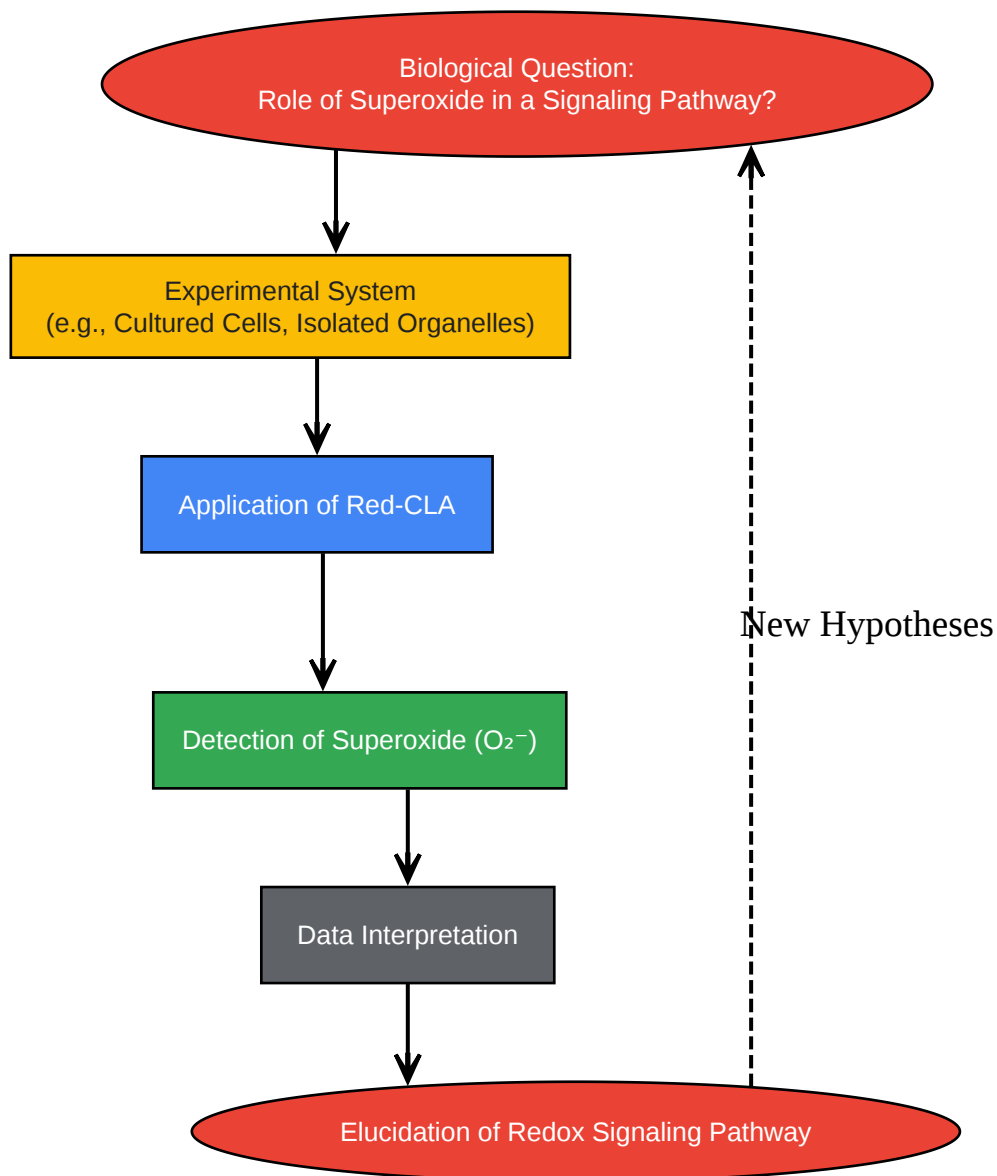 Biological Question:
Role of Superoxide in a Signaling Pathway?
Experimental System
(e.g., Cultured Cells, Isolated Organelles)
Application of Red-CLA
New Hypotheses
Detection of Superoxide (O₂⁻)
Data Interpretation
Elucidation of Redox Signaling Pathway